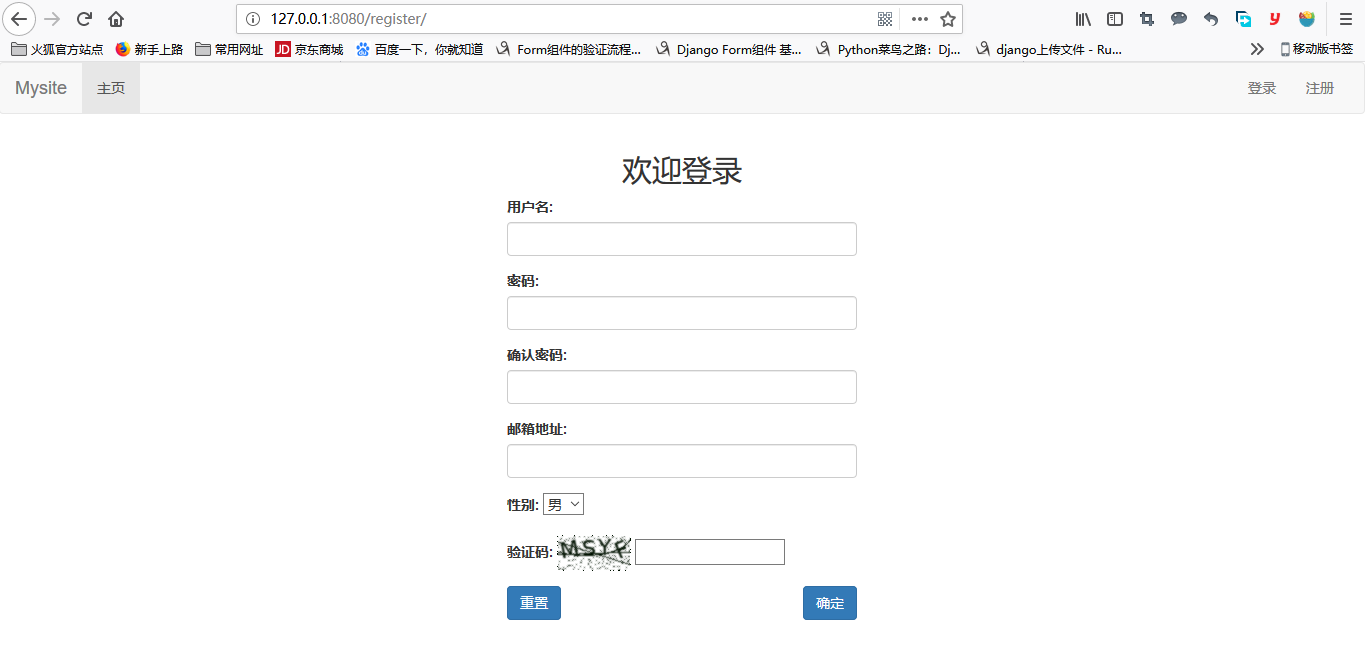 127.0.0.1:8080/register/
火狐官方站点 新手上路 常用网址 JD 京东商城 百度一下，你就知道 Form组件的验证流程... Django Form组件 基... Python菜鸟之路：Dj... django上传文件 - Ru... 移动版书签
Mysite 主页 登录 注册
欢迎登录
用户名:
密码:
确认密码:
邮箱地址:
性别: 男
验证码: MSYF
重置 确定